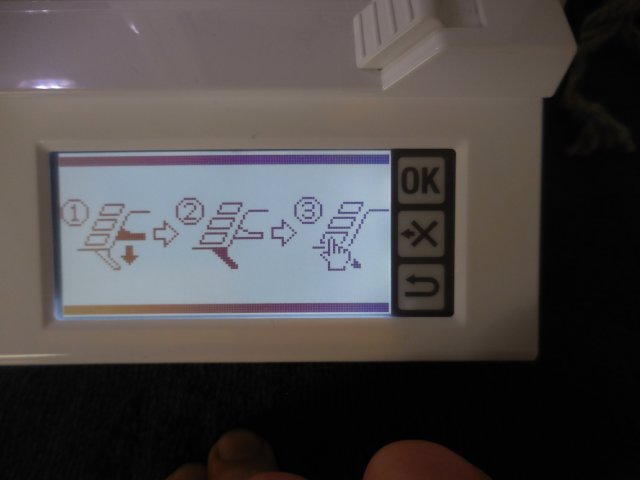 ① ② ③
OK